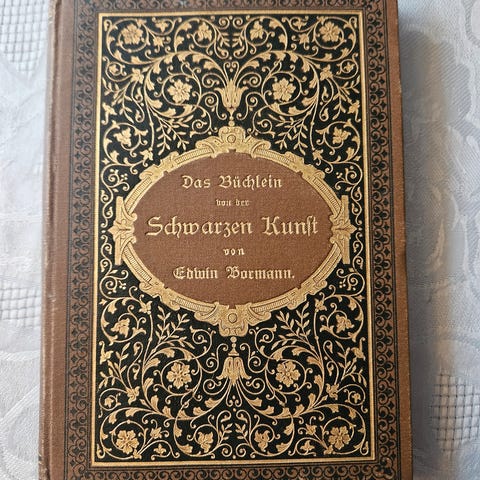 Das Büchlein
von der
Schwarzen Kunst
von
Edwin Bormann.